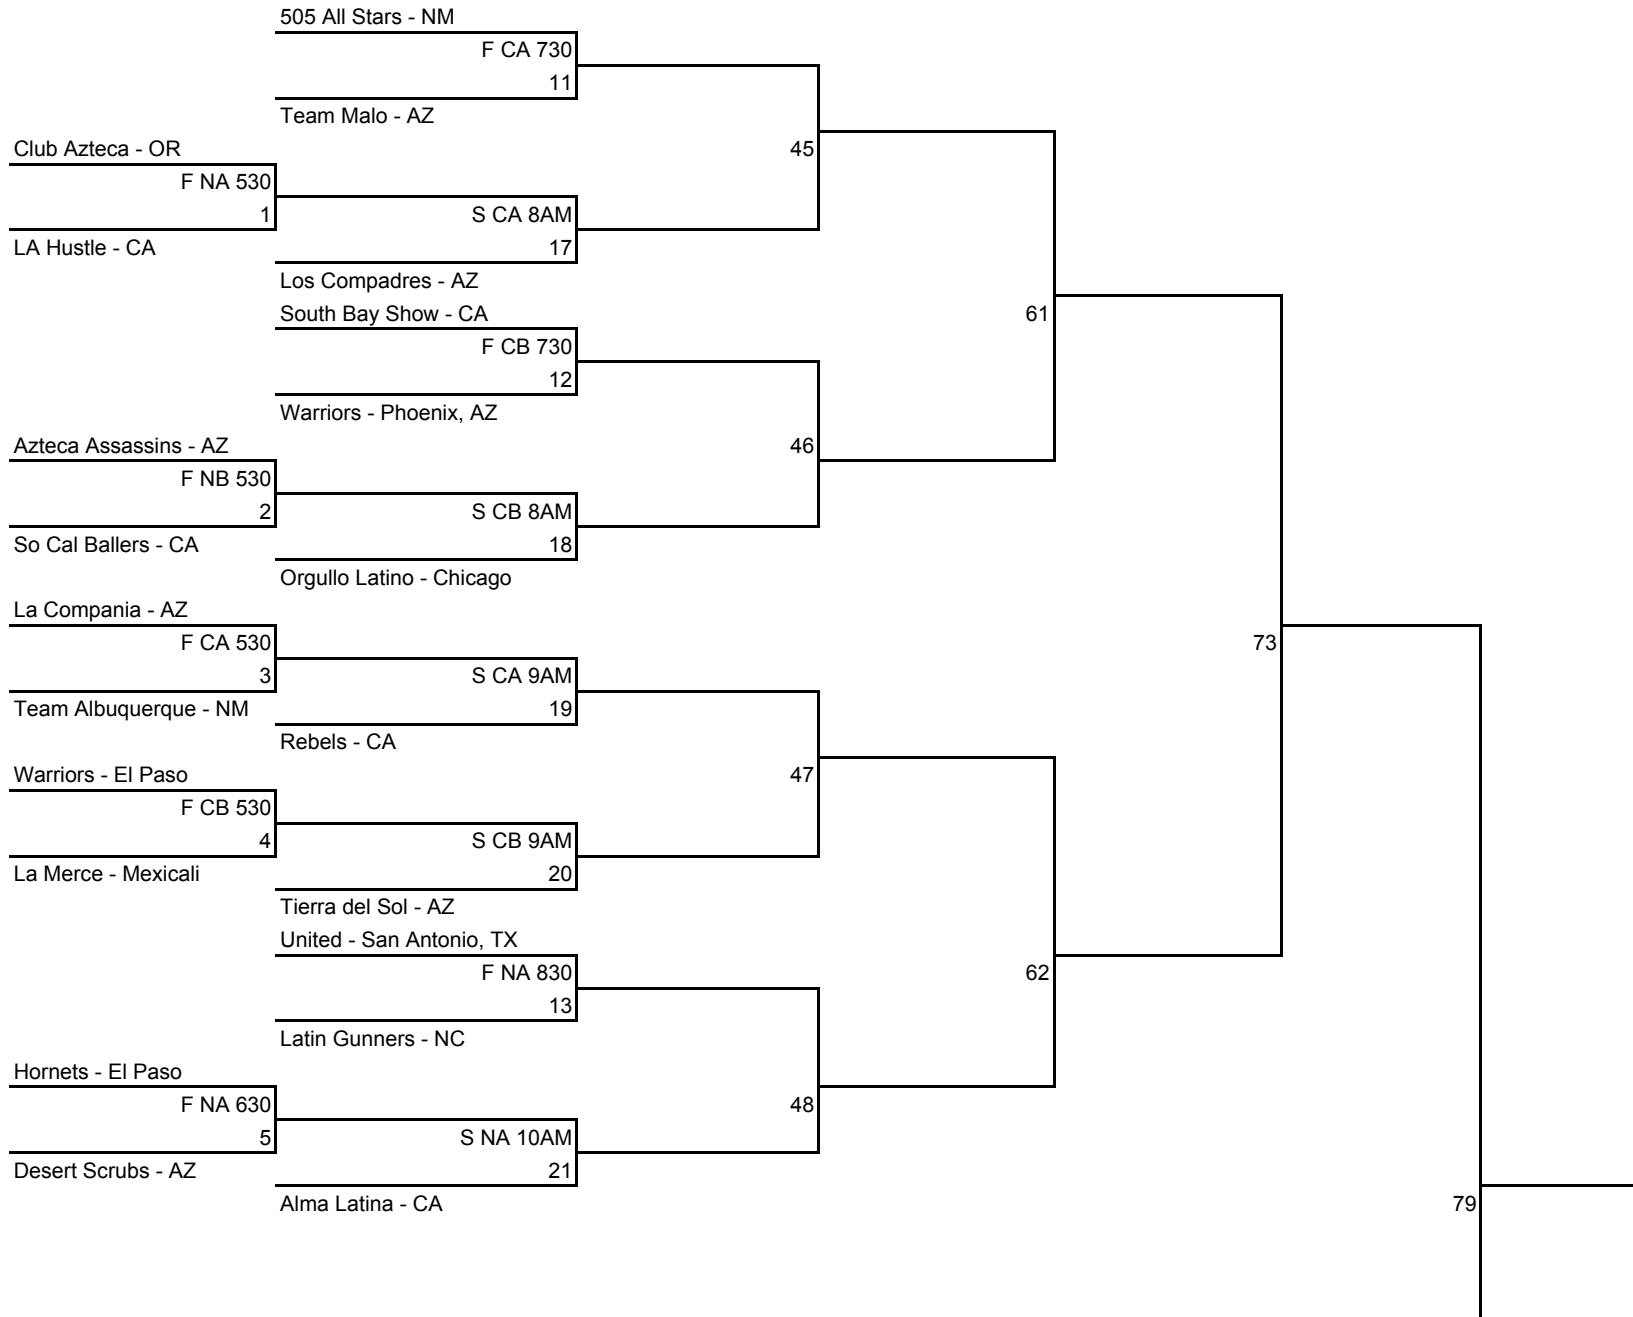 505 All Stars - NM
F CA 730
11
Team Malo - AZ
Club Azteca - OR
45
F NA 530
1
S CA 8AM
LA Hustle - CA
17
Los Compadres - AZ
South Bay Show - CA
61
F CB 730
12
Warriors - Phoenix, AZ
Azteca Assassins - AZ
46
F NB 530
2
S CB 8AM
So Cal Ballers - CA
18
Orgullo Latino - Chicago
La Compania - AZ
F CA 530
73
3
S CA 9AM
Team Albuquerque - NM
19
Rebels - CA
Warriors - El Paso
47
F CB 530
4
S CB 9AM
La Merce - Mexicali
20
Tierra del Sol - AZ
United - San Antonio, TX
F NA 830
62
13
Latin Gunners - NC
Hornets - El Paso
F NA 630
48
5
S NA 10AM
Desert Scrubs - AZ
21
Alma Latina - CA
79